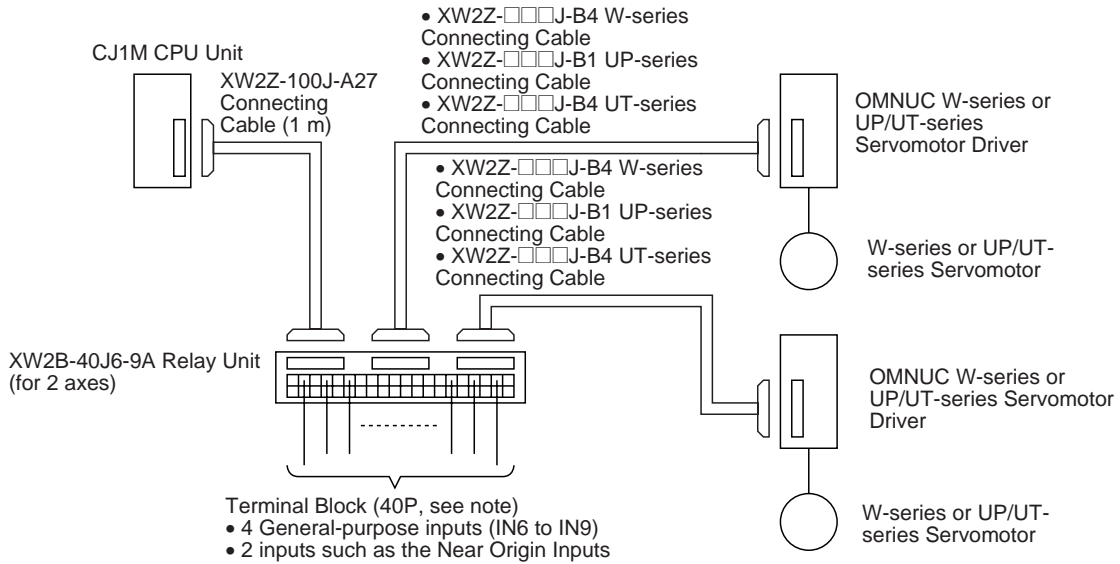 • XW2Z-□□□J-B4 W-series
Connecting Cable
• XW2Z-□□□J-B1 UP-series
Connecting Cable
• XW2Z-□□□J-B4 UT-series
Connecting Cable
CJ1M CPU Unit
XW2Z-100J-A27
Connecting
Cable (1 m)
OMNUC W-series or
UP/UT-series
Servomotor Driver
• XW2Z-□□□J-B4 W-series
Connecting Cable
• XW2Z-□□□J-B1 UP-series
Connecting Cable
• XW2Z-□□□J-B4 UT-series
Connecting Cable
W-series or UP/UT-
series Servomotor
XW2B-40J6-9A Relay Unit
(for 2 axes)
OMNUC W-series or
UP/UT-series Servomotor
Driver
Terminal Block (40P, see note)
• 4 General-purpose inputs (IN6 to IN9)
• 2 inputs such as the Near Origin Inputs
W-series or UP/UT-
series Servomotor